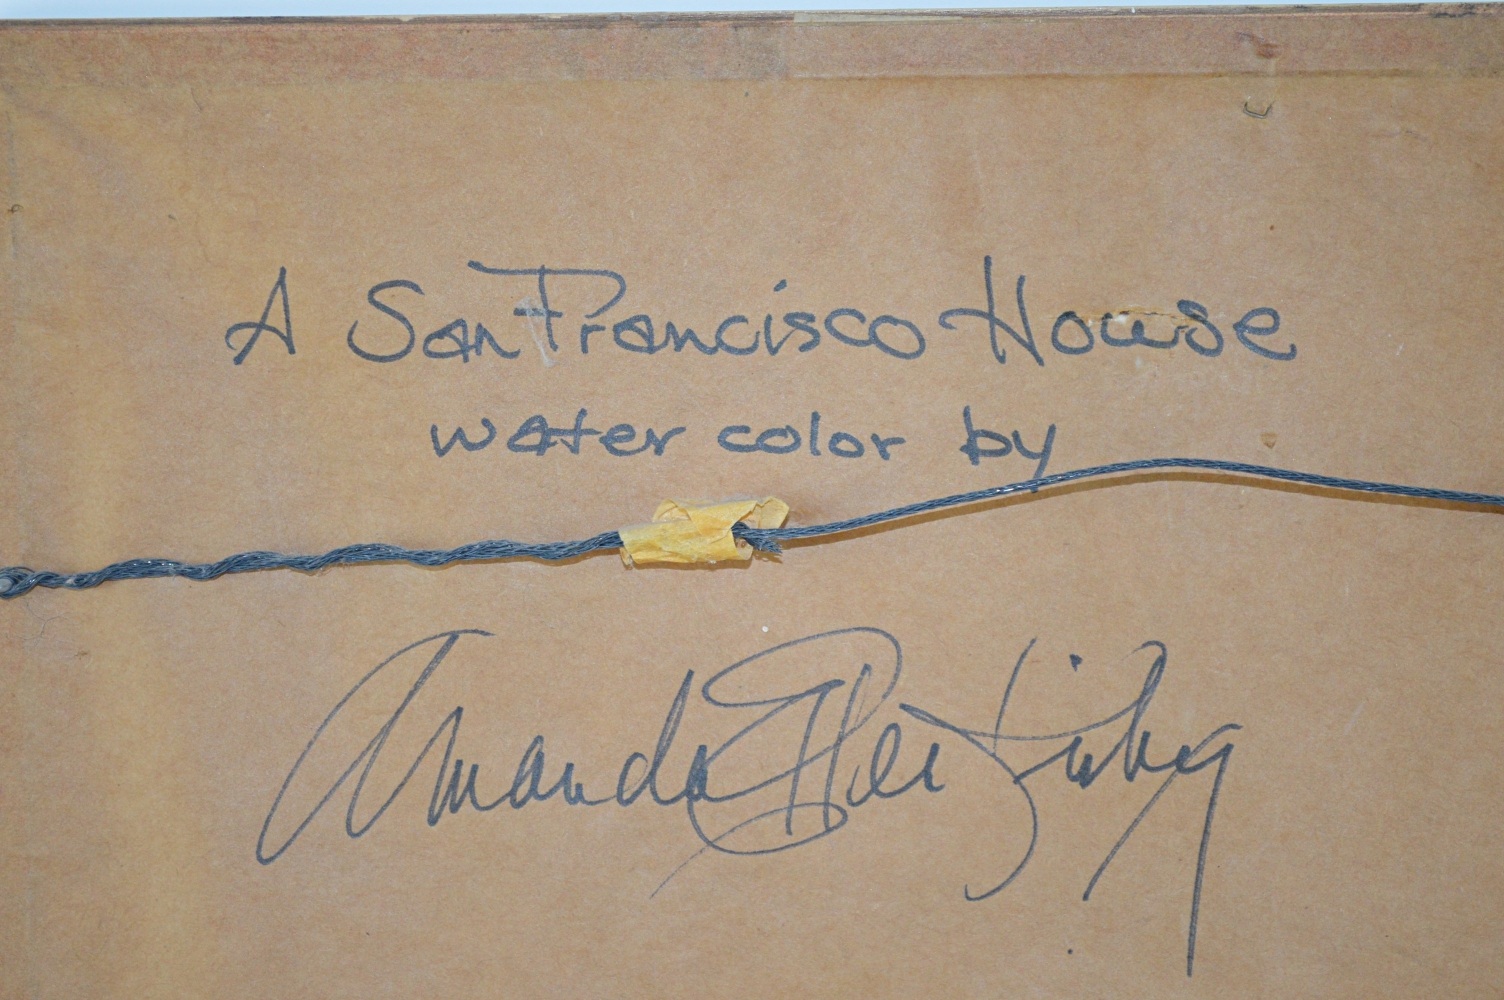 A San Francisco House
water color by
Amanda